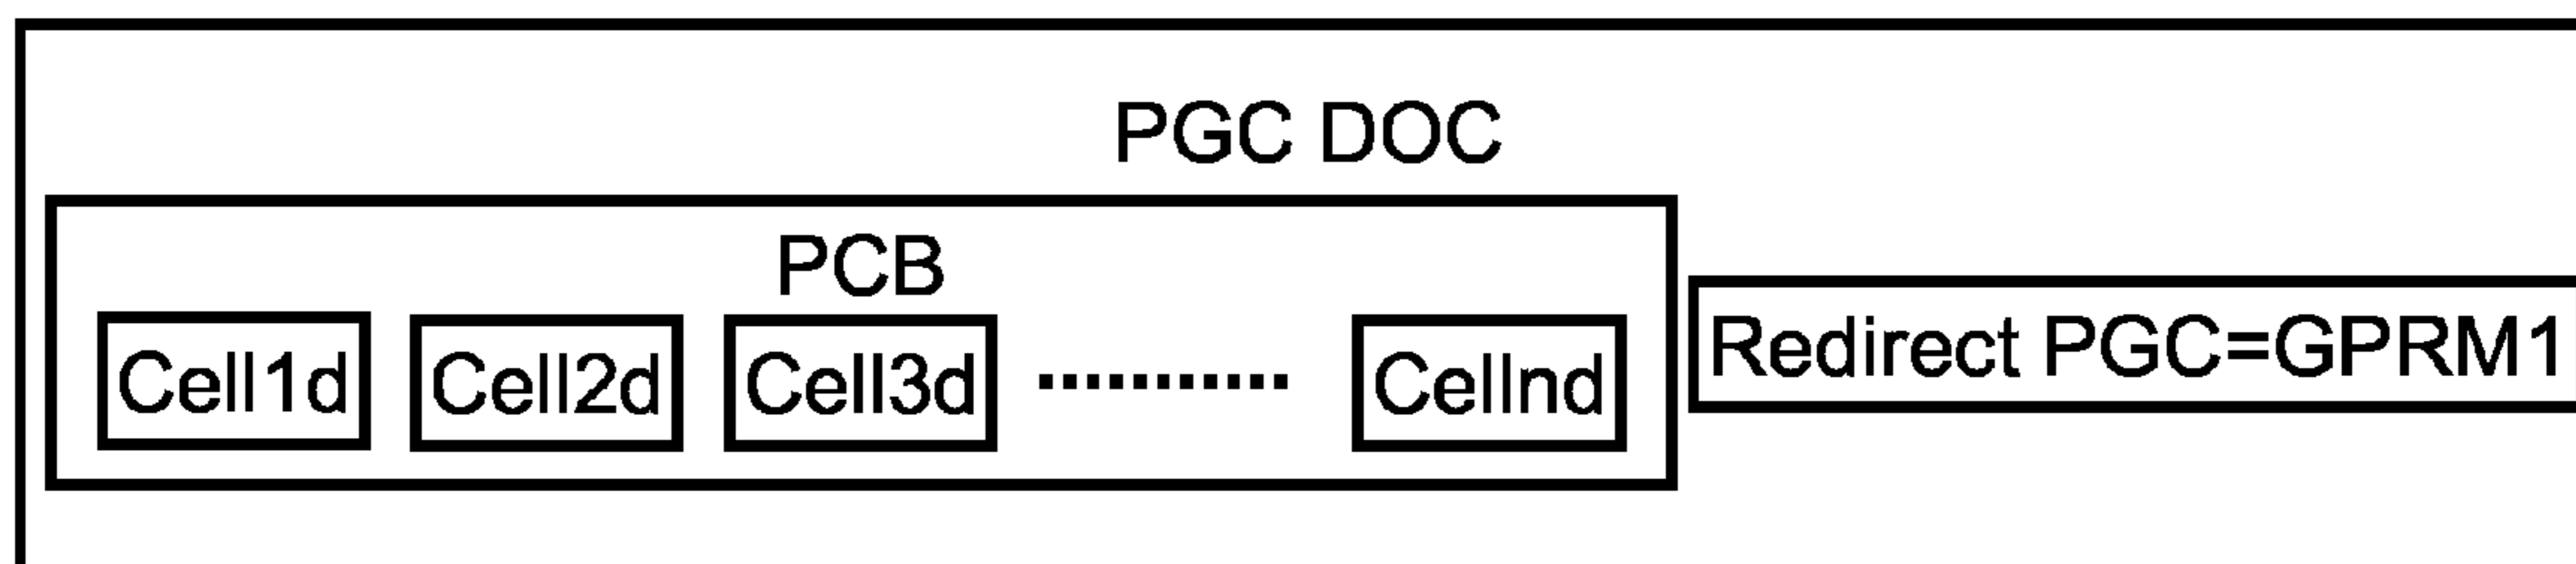 PGC DOC
PCB
Cell1d Cell2d Cell3d ........... Cellnd
Redirect PGC=GPRM1